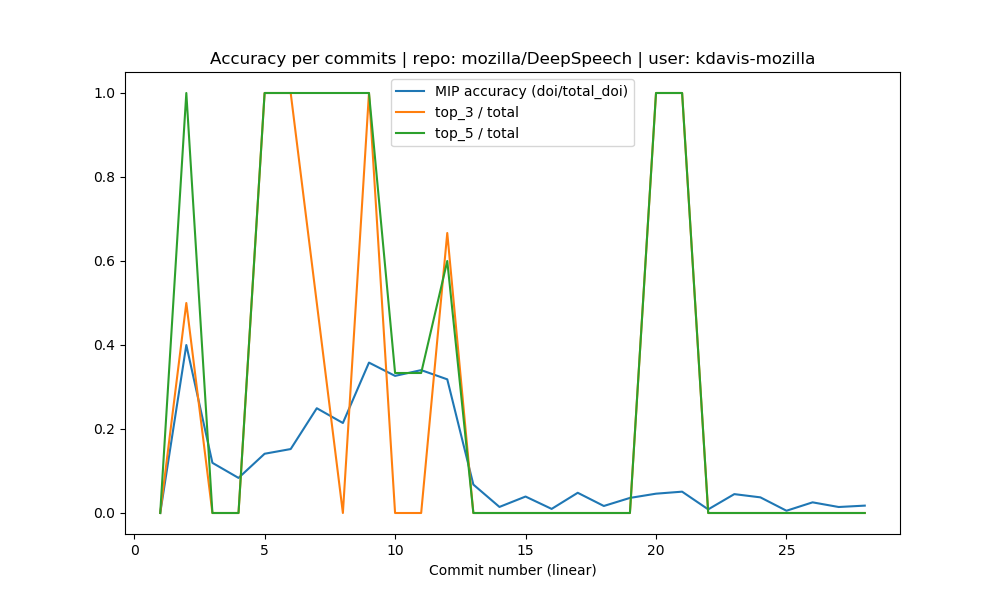 Accuracy per commits | repo: mozilla/DeepSpeech | user: kdavis-mozilla
MIP accuracy (doi/total_doi)
top_3 / total
top_5 / total
1.0
0.8
0.6
0.4
0.2
0.0
0 5 10 15 20 25
Commit number (linear)